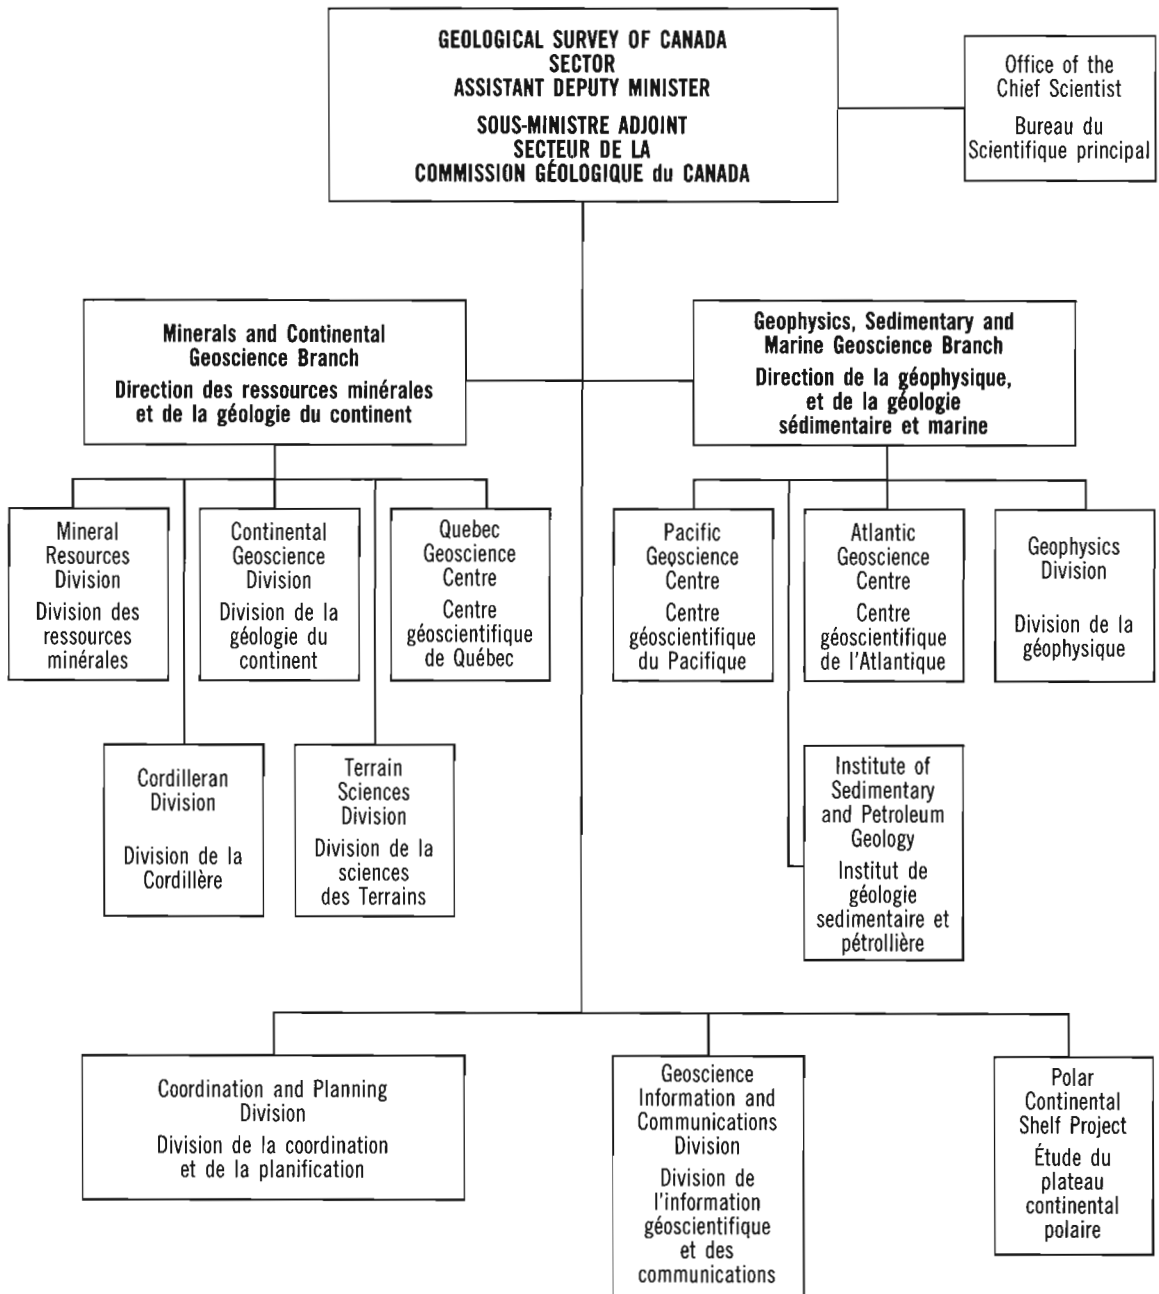 GEOLOGICAL SURVEY OF CANADA
SECTOR
ASSISTANT DEPUTY MINISTER
SOUS-MINISTRE ADJOINT
SECTEUR DE LA
COMMISSION GÉOLOGIQUE du CANADA
Office of the
Chief Scientist
Bureau du
Scientifique principal
Minerals and Continental
Geoscience Branch
Direction des ressources minérales
et de la géologie du continent
Geophysics, Sedimentary and
Marine Geoscience Branch
Direction de la géophysique,
et de la géologie
sédimentaire et marine
Mineral
Resources
Division
Division des
ressources
minérales
Continental
Geoscience
Division
Division de la
géologie du
continent
Quebec
Geoscience
Centre
Centre
géoscientifique
de Québec
Pacific
Geoscience
Centre
Centre
géoscientifique
du Pacifique
Atlantic
Geoscience
Centre
Centre
géoscientifique
de l'Atlantique
Geophysics
Division
Division de la
géophysique
Cordilleran
Division
Division de la
Cordillère
Terrain
Sciences
Division
Division de la
sciences
des Terrains
Institute of
Sedimentary
and Petroleum
Geology
Institut de
géologie
sedimentaire et
pétrollière
Coordination and Planning
Division
Division de la coordination
et de la planification
Geoscience
Information and
Communications
Division
Division de
l'information
géoscientifique
et des
communications
Polar
Continental
Shelf Project
Étude du
plateau
continental
polaire